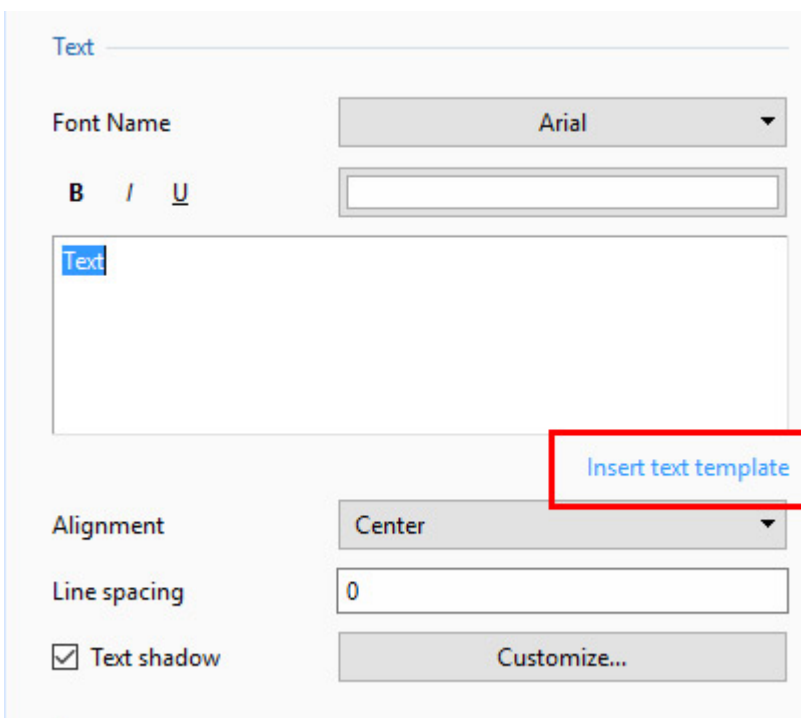 Text
Font Name Arial
B I U
Text
Insert text template
Alignment Center
Line spacing 0
Text shadow Customize...